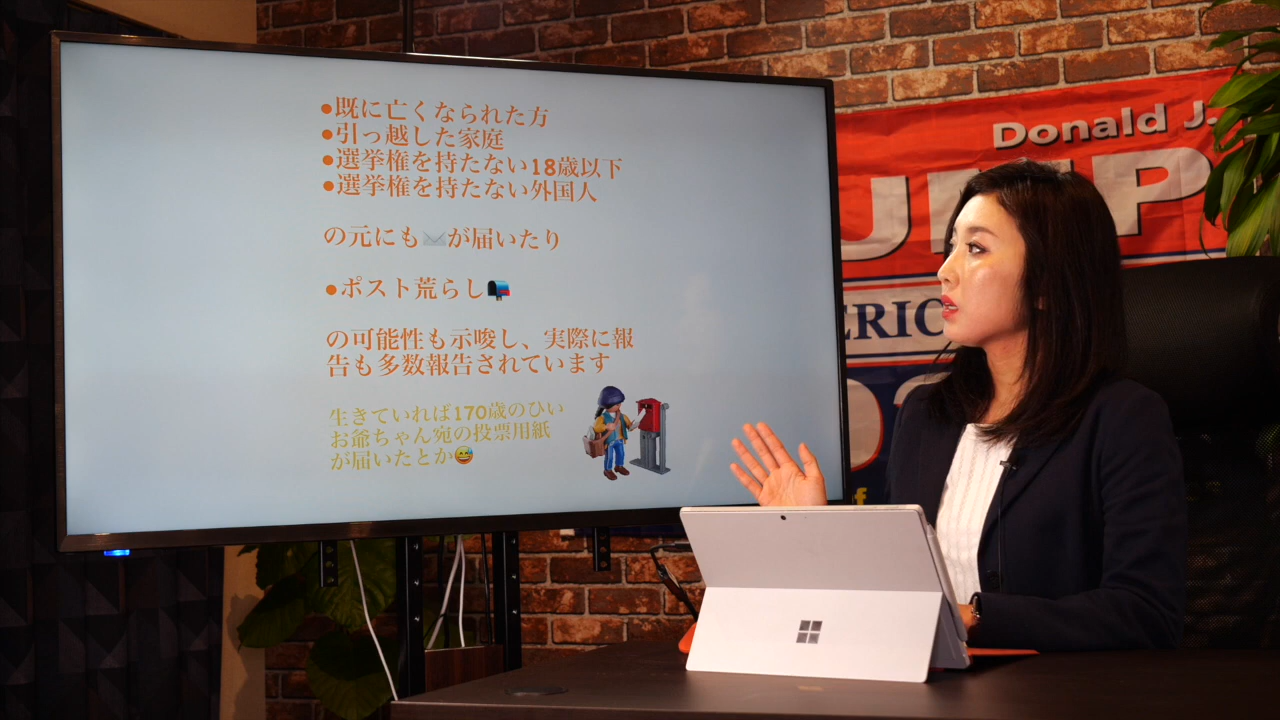 ●既に亡くなられた方
●引っ越した家庭
●選挙権を持たない18歳以下
●選挙権を持たない外国人
の元にも✉️が届いたり
●ポスト荒らし📪
の可能性も示唆し、実際に報
告も多数報告されています
生きていれば170歳のひい
お爺ちゃん宛の投票用紙
が届いたとか😅
Donald J.
UMP
ERIC